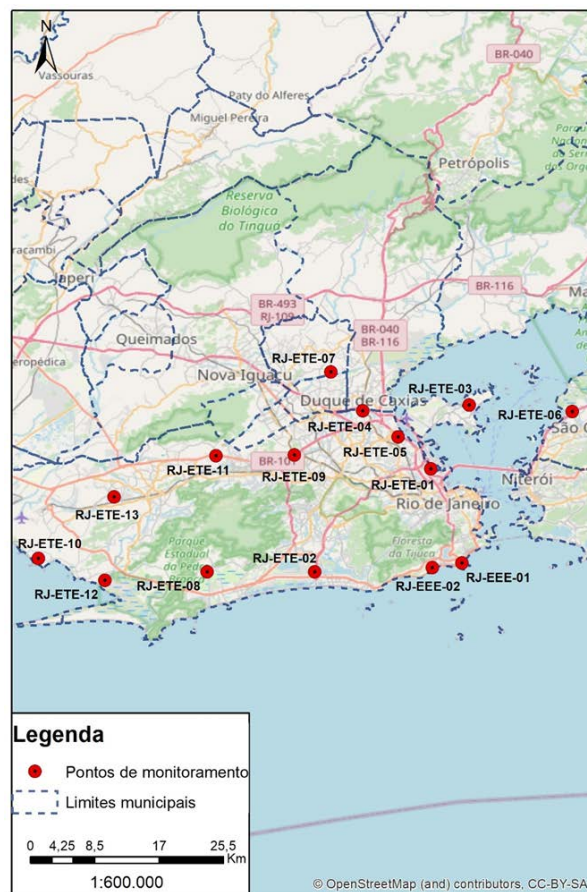 N
BR-040
Vassouras
Paty do Alferes
Miguel Pereira
Petrópolis
Reserva
Biológica
do Tinguá
Japeri
BR-116
BR-493
RJ-109
BR-040
BR-116
Queimados
RJ-ETE-07
Nova Iguaçu
RJ-ETE-03
Duque de Caxias
RJ-ETE-04
RJ-ETE-06
RJ-ETE-05
RJ-ETE-11
RJ-ETE-09
RJ-ETE-01
Niterói
RJ-ETE-13
Rio de Janeiro
RJ-ETE-10
Parque
Estadual
da Pedra
Floresta
da Tijuca
RJ-ETE-02
RJ-ETE-12
RJ-ETE-08
RJ-EEE-02
RJ-EEE-01
Legenda
Pontos de monitoramento
Limites municipais
0 4,25 8,5 17 25,5
Km
1:600.000
© OpenStreetMap (and) contributors, CC-BY-SA